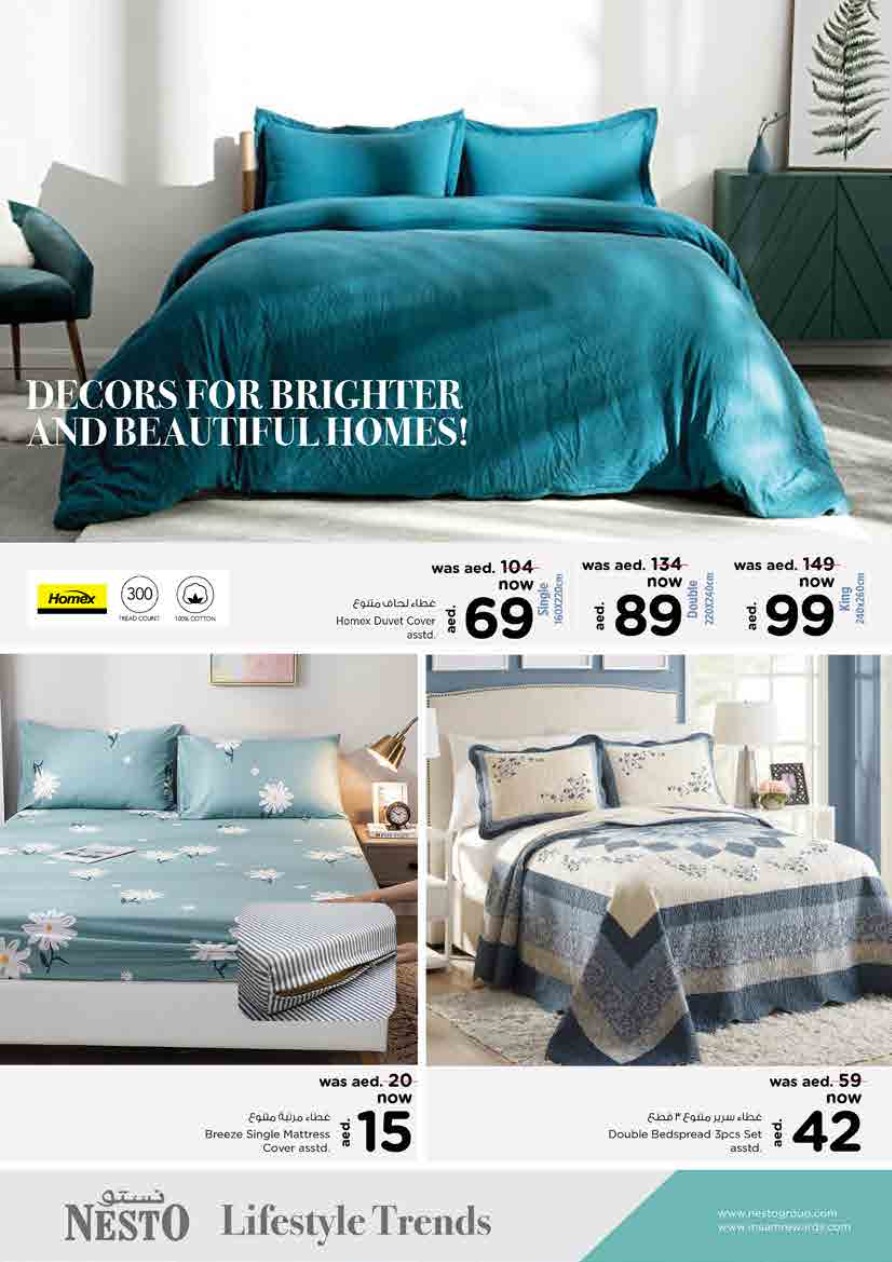 DECORS FOR BRIGHTER
AND BEAUTIFUL HOMES!
Homex
300
TREAD COUNT
100% COTTON
غطاء لحاف متنوع
Homex Duvet Cover
asstd.
was aed. 104
now
aed. 69
Single
160X220cm
was aed. 134
now
aed. 89
Double
220X240cm
was aed. 149
now
aed. 99
King
240x260cm
was aed. 20
now
غطاء مرتبة متنوع
Breeze Single Mattress
Cover asstd.
aed. 15
was aed. 59
now
غطاء سرير متنوع ٣ قطع
Double Bedspread 3pcs Set
asstd.
aed. 42
نستو
NESTO
Lifestyle Trends
www.nestogroup.com
www.inaamrewards.com